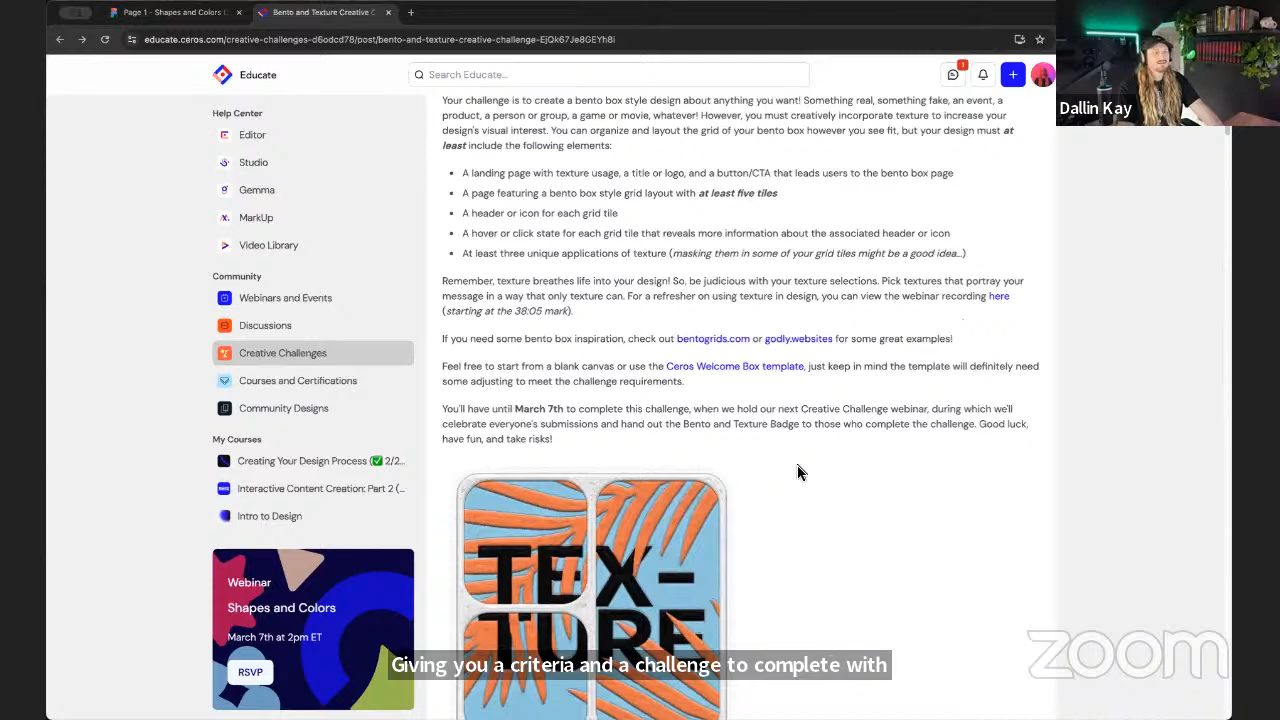 Page 1 - Shapes and Colors
Bento and Texture Creative
educate.ceros.com/creative-challenges-d6odcd78/post/bento-and-texture-creative-challenge-EjQk67Je8GEYh8i
Educate
Search Educate...
1
Dallin Kay
Help Center
Editor
Studio
Gemma
MarkUp
Video Library
Community
Webinars and Events
Discussions
Creative Challenges
Courses and Certifications
Community Designs
My Courses
Creating Your Design Process (✅ 2/2...
Interactive Content Creation: Part 2 (...
Intro to Design
Webinar
Shapes and Colors
March 7th at 2pm ET
RSVP
Your challenge is to create a bento box style design about anything you want! Something real, something fake, an event, a
product, a person or group, a game or movie, whatever! However, you must creatively incorporate texture to increase your
design's visual interest. You can organize and layout the grid of your bento box however you see fit, but your design must at
least include the following elements:
• A landing page with texture usage, a title or logo, and a button/CTA that leads users to the bento box page
• A page featuring a bento box style grid layout with at least five tiles
• A header or icon for each grid tile
• A hover or click state for each grid tile that reveals more information about the associated header or icon
• At least three unique applications of texture (masking them in some of your grid tiles might be a good idea...)
Remember, texture breathes life into your design! So, be judicious with your texture selections. Pick textures that portray your
message in a way that only texture can. For a refresher on using texture in design, you can view the webinar recording here
(starting at the 38:05 mark).
If you need some bento box inspiration, check out bentogrids.com or godly.websites for some great examples!
Feel free to start from a blank canvas or use the Ceros Welcome Box template, just keep in mind the template will definitely need
some adjusting to meet the challenge requirements.
You'll have until March 7th to complete this challenge, when we hold our next Creative Challenge webinar, during which we'll
celebrate everyone's submissions and hand out the Bento and Texture Badge to those who complete the challenge. Good luck,
have fun, and take risks!
TEX-
TURE
Giving you a criteria and a challenge to complete with
zoom